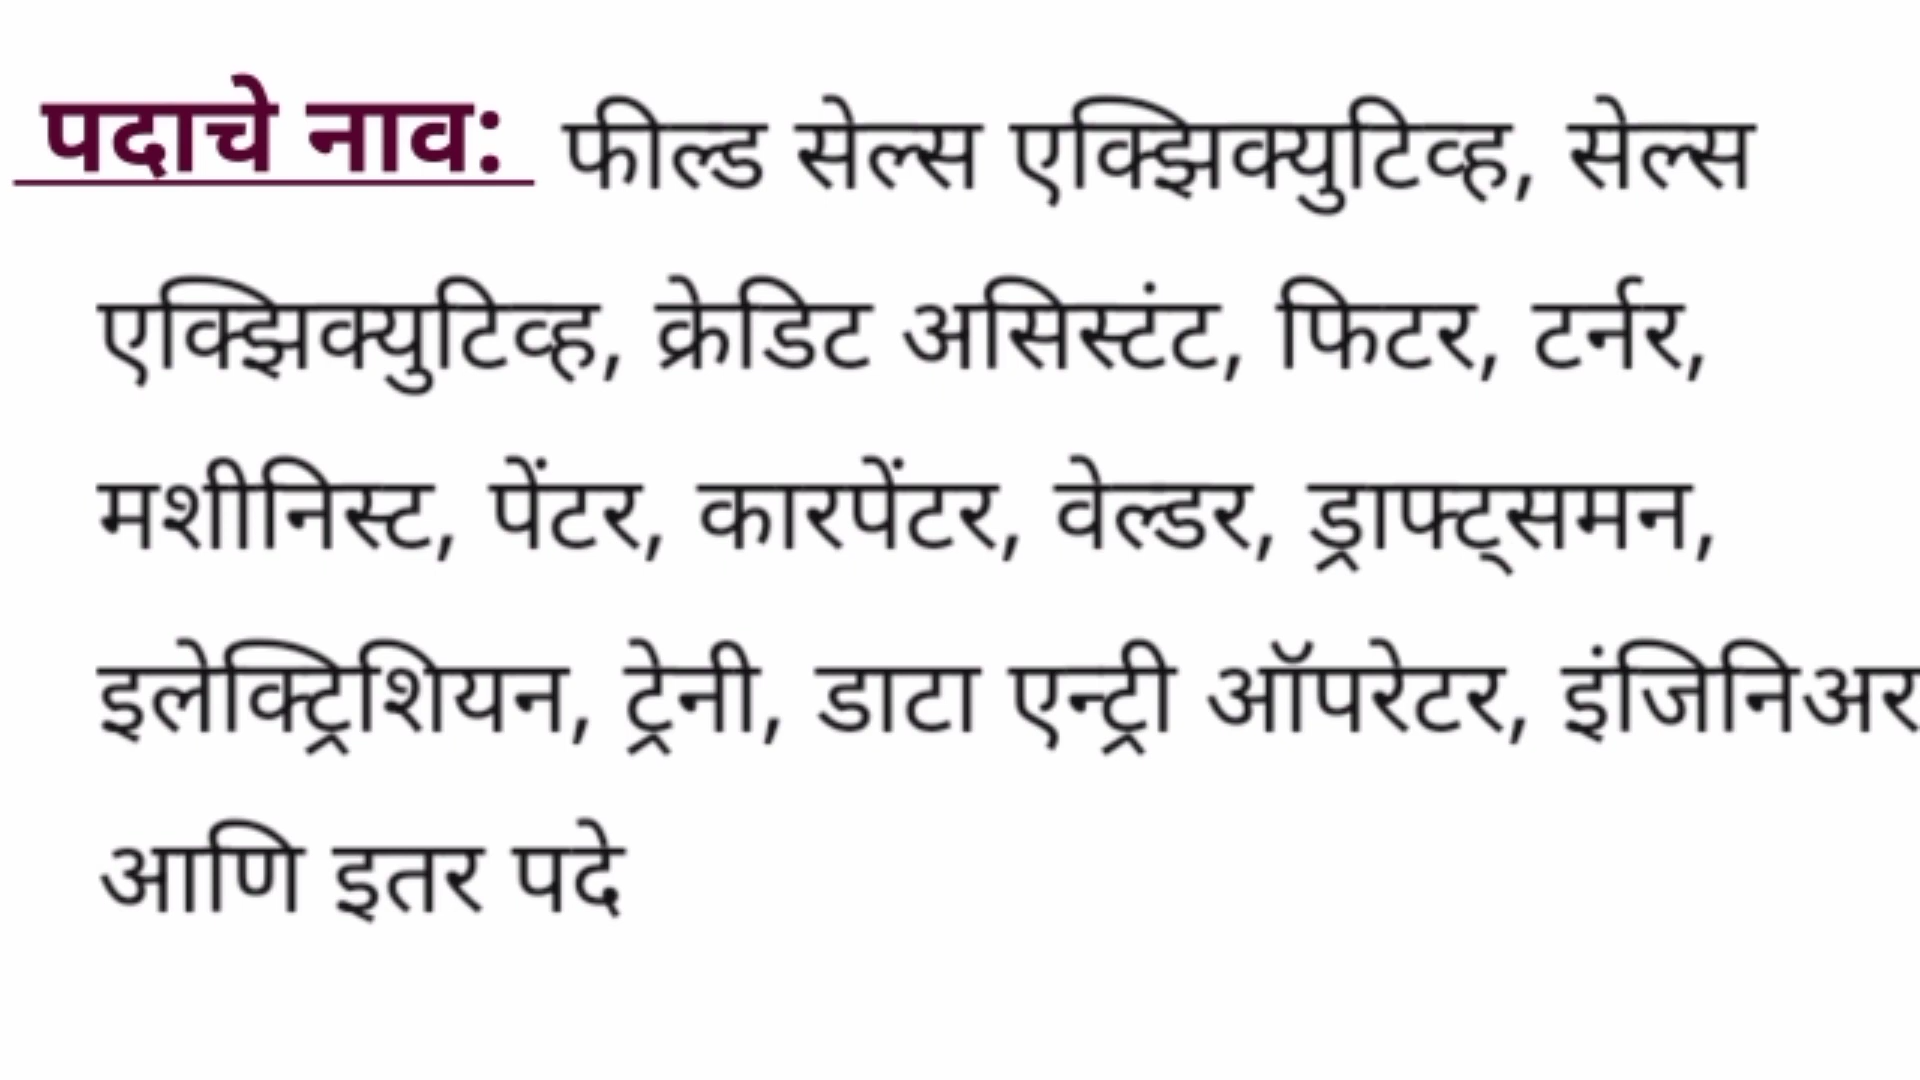 पदाचे नाव: फील्ड सेल्स एक्झिक्युटिव्ह, सेल्स
एक्झिक्युटिव्ह, क्रेडिट असिस्टंट, फिटर, टर्नर,
मशीनिस्ट, पेंटर, कारपेंटर, वेल्डर, ड्राफ्ट्समन,
इलेक्ट्रिशियन, ट्रेनी, डाटा एन्ट्री ऑपरेटर, इंजिनिअर
आणि इतर पदे